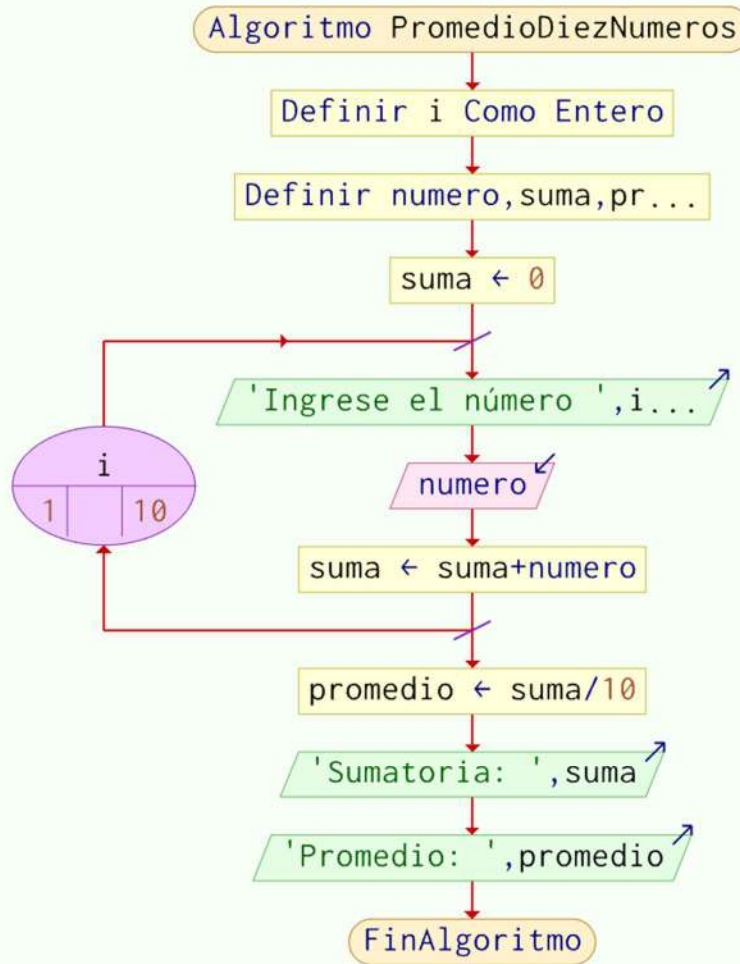 Algoritmo PromedioDiezNumeros
Definir i Como Entero
Definir numero,suma,pr...
suma ← 0
'Ingrese el número ',i...
i
1 10
numero
suma ← suma+numero
promedio ← suma/10
'Sumatoria: ',suma
'Promedio: ',promedio
FinAlgoritmo